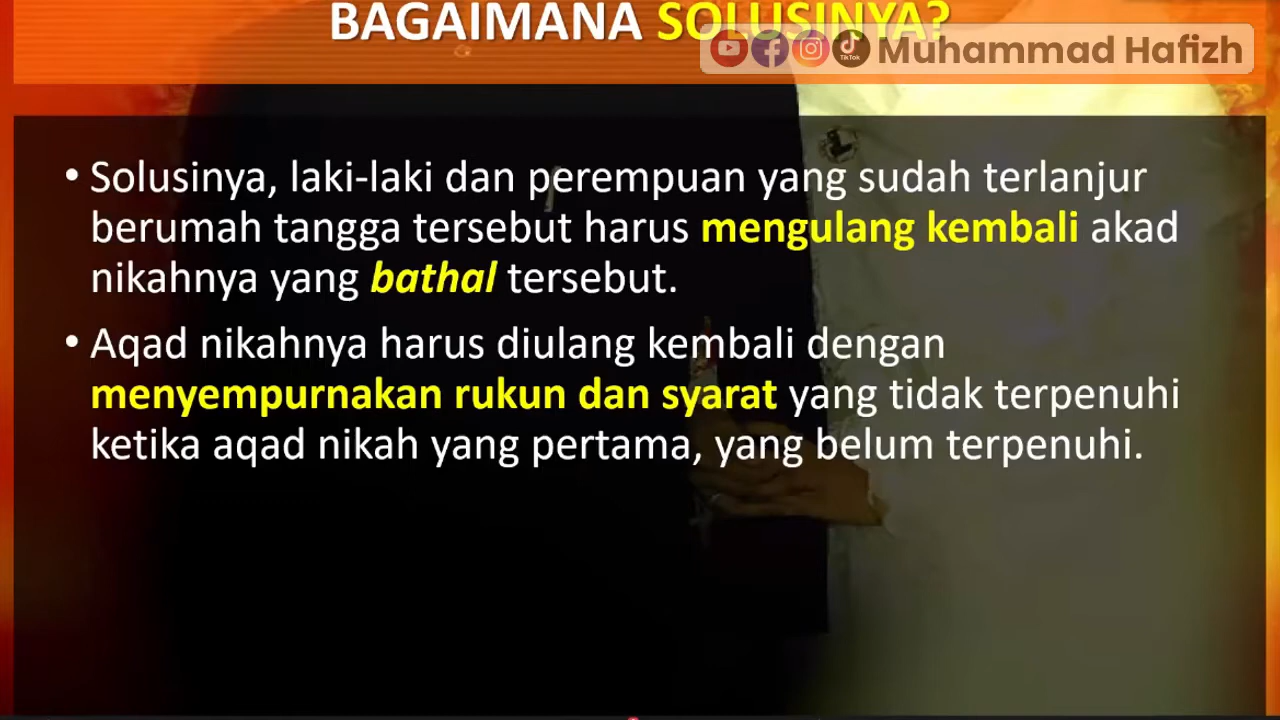 BAGAIMANA SOLUSINYA?
TikTok
Muhammad Hafizh
• Solusinya, laki-laki dan perempuan yang sudah terlanjur
berumah tangga tersebut harus mengulang kembali akad
nikahnya yang bathal tersebut.
• Aqad nikahnya harus diulang kembali dengan
menyempurnakan rukun dan syarat yang tidak terpenuhi
ketika aqad nikah yang pertama, yang belum terpenuhi.